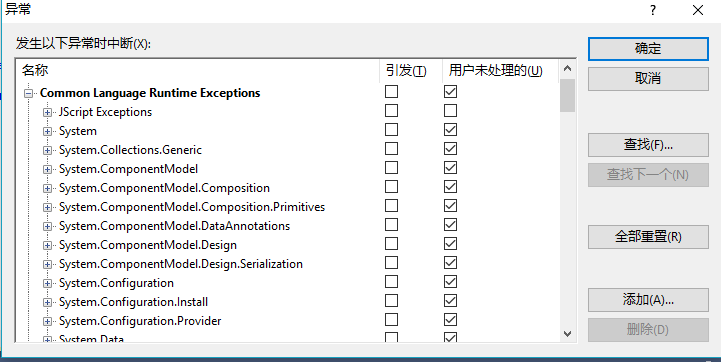 异常
发生以下异常时中断(X):
名称 引发(T) 用户未处理的(U)
Common Language Runtime Exceptions
JScript Exceptions
System
System.Collections.Generic
System.ComponentModel
System.ComponentModel.Composition
System.ComponentModel.Composition.Primitives
System.ComponentModel.DataAnnotations
System.ComponentModel.Design
System.ComponentModel.Design.Serialization
System.Configuration
System.Configuration.Install
System.Configuration.Provider
System.Data
确定
取消
查找(F)...
查找下一个(N)
全部重置(R)
添加(A)...
删除(D)